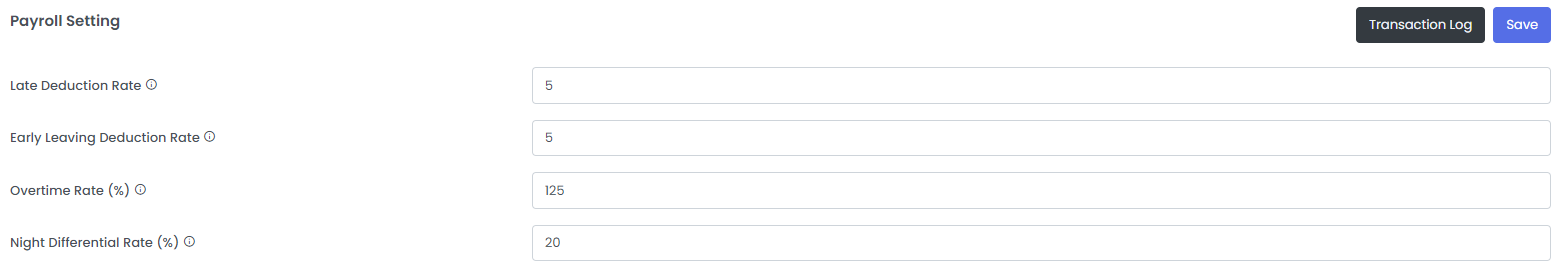 Payroll Setting
Transaction Log
Save
Late Deduction Rate
5
Early Leaving Deduction Rate
5
Overtime Rate (%)
125
Night Differential Rate (%)
20